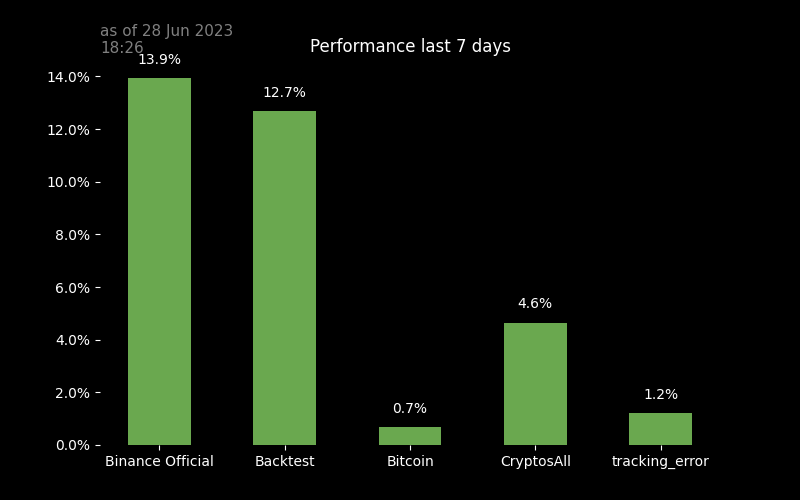 as of 28 Jun 2023
18:26
Performance last 7 days
13.9%
12.7%
0.7%
4.6%
1.2%
14.0%
12.0%
10.0%
8.0%
6.0%
4.0%
2.0%
0.0%
Binance Official
Backtest
Bitcoin
CryptosAll
tracking_error